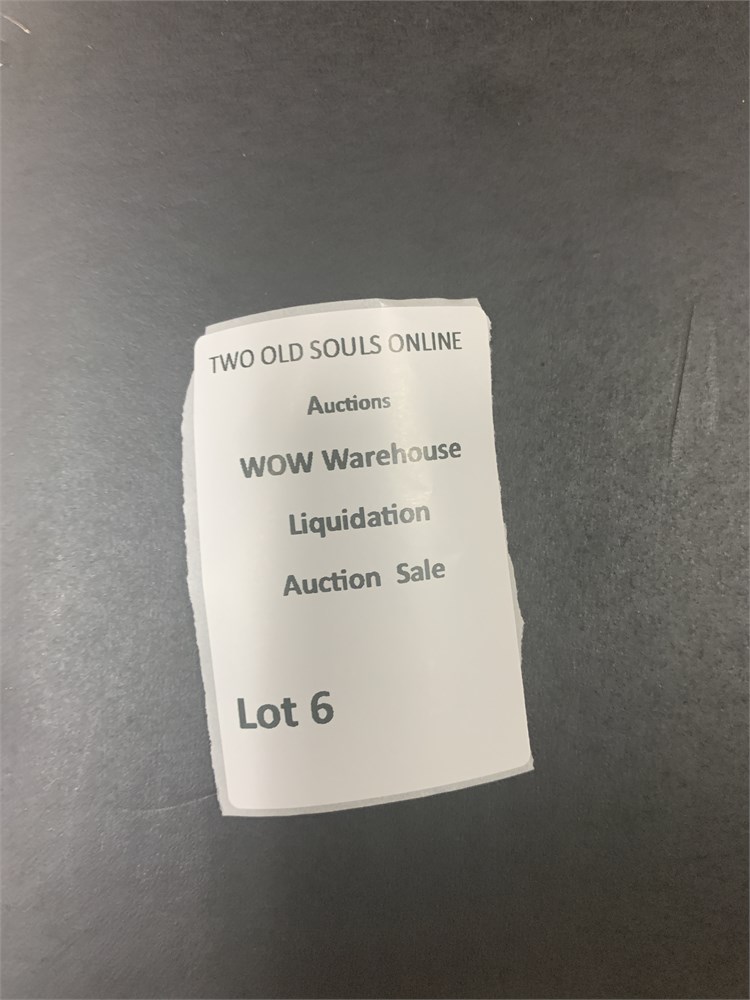 TWO OLD SOULS ONLINE
Auctions
WOW Warehouse
Liquidation
Auction Sale
Lot 6